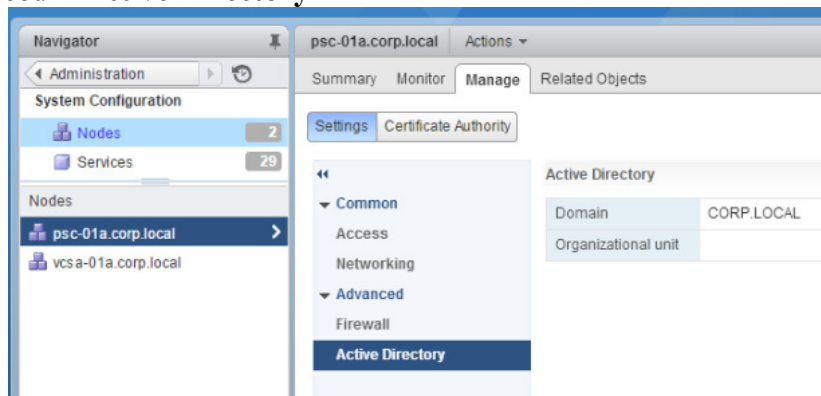 Navigator
Administration
System Configuration
Nodes 2
Services 29
Nodes
psc-01a.corp.local
vcsa-01a.corp.local
psc-01a.corp.local Actions
Summary Monitor Manage Related Objects
Settings Certificate Authority
Common
Access
Networking
Advanced
Firewall
Active Directory
Active Directory
Domain CORP.LOCAL
Organizational unit